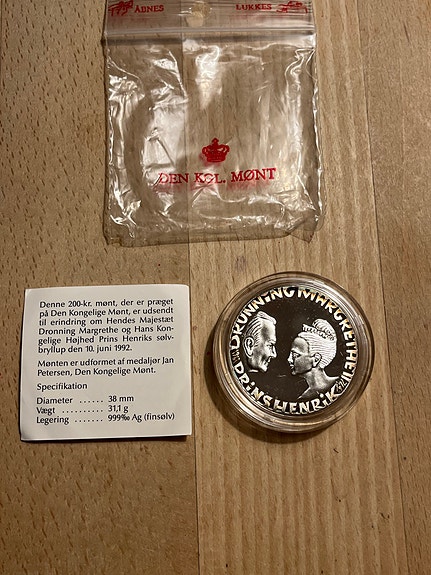 ÅBNES
LUKKES
DEN KGL. MØNT
Denne 200-kr. mønt, der er præget
på Den Kongelige Mønt, er udsendt
til erindring om Hendes Majestæt
Dronning Margrethe og Hans Kon-
gelige Højhed Prins Henriks sølv-
bryllup den 10. juni 1992.
Mønten er udformet af medaljør Jan
Petersen, Den Kongelige Mønt.
Specifikation
Diameter ...... 38 mm
Vægt .......... 31,1 g
Legering ....... 999‰ Ag (finsølv)
DRONNING MARGRETHE II
PRINS HENRIK